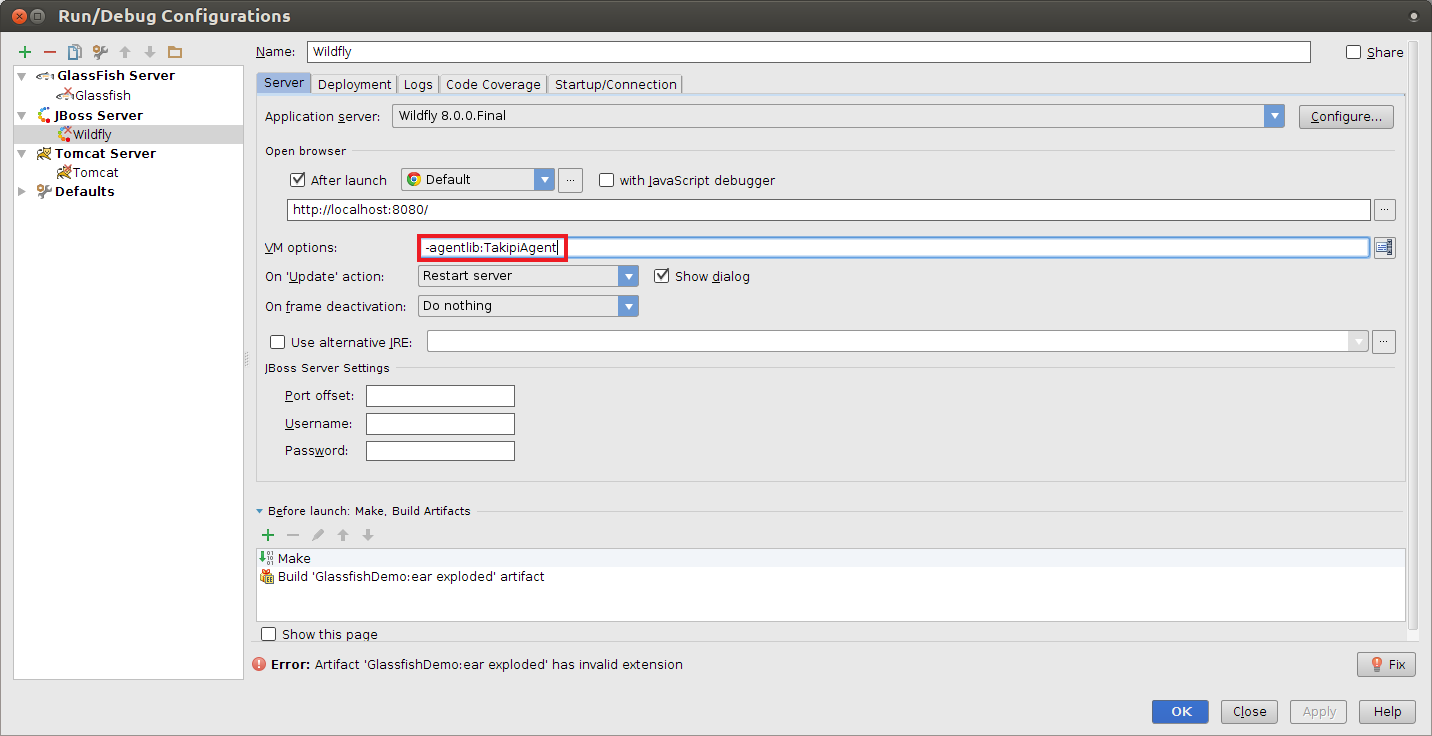 Run/Debug Configurations
GlassFish Server
Glassfish
JBoss Server
Wildfly
Tomcat Server
Tomcat
Defaults
Name: Wildfly Share
Server Deployment Logs Code Coverage Startup/Connection
Application server: Wildfly 8.0.0.Final Configure...
Open browser
After launch Default ... with JavaScript debugger
http://localhost:8080/ ...
VM options: -agentlib:TakipiAgent
On 'Update' action: Restart server Show dialog
On frame deactivation: Do nothing
Use alternative JRE: ...
JBoss Server Settings
Port offset:
Username:
Password:
Before launch: Make, Build Artifacts
Make
Build 'GlassfishDemo:ear exploded' artifact
Show this page
Error: Artifact 'GlassfishDemo:ear exploded' has invalid extension Fix
OK Close Apply Help